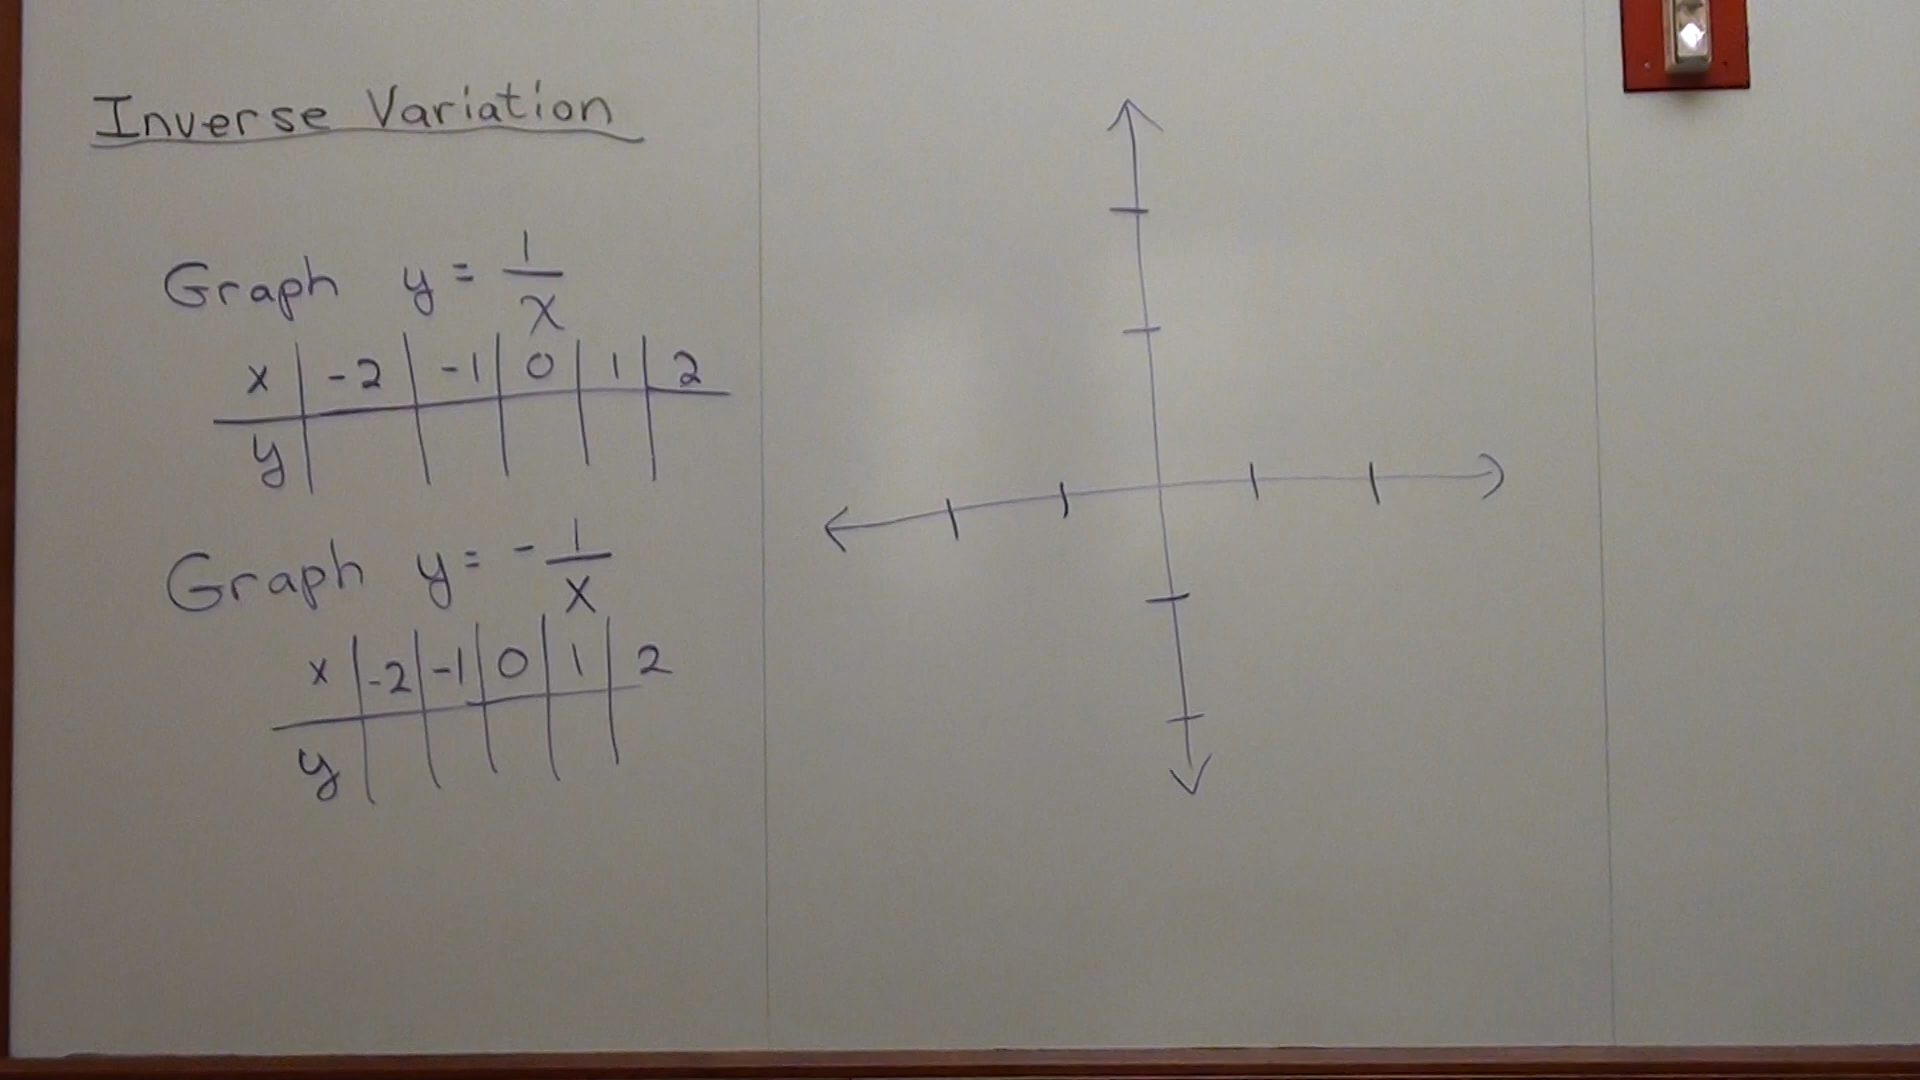 Inverse Variation
Graph y = 1/x
x | -2 | -1 | 0 | 1 | 2
y
Graph y = - 1/x
x | -2 | -1 | 0 | 1 | 2
y